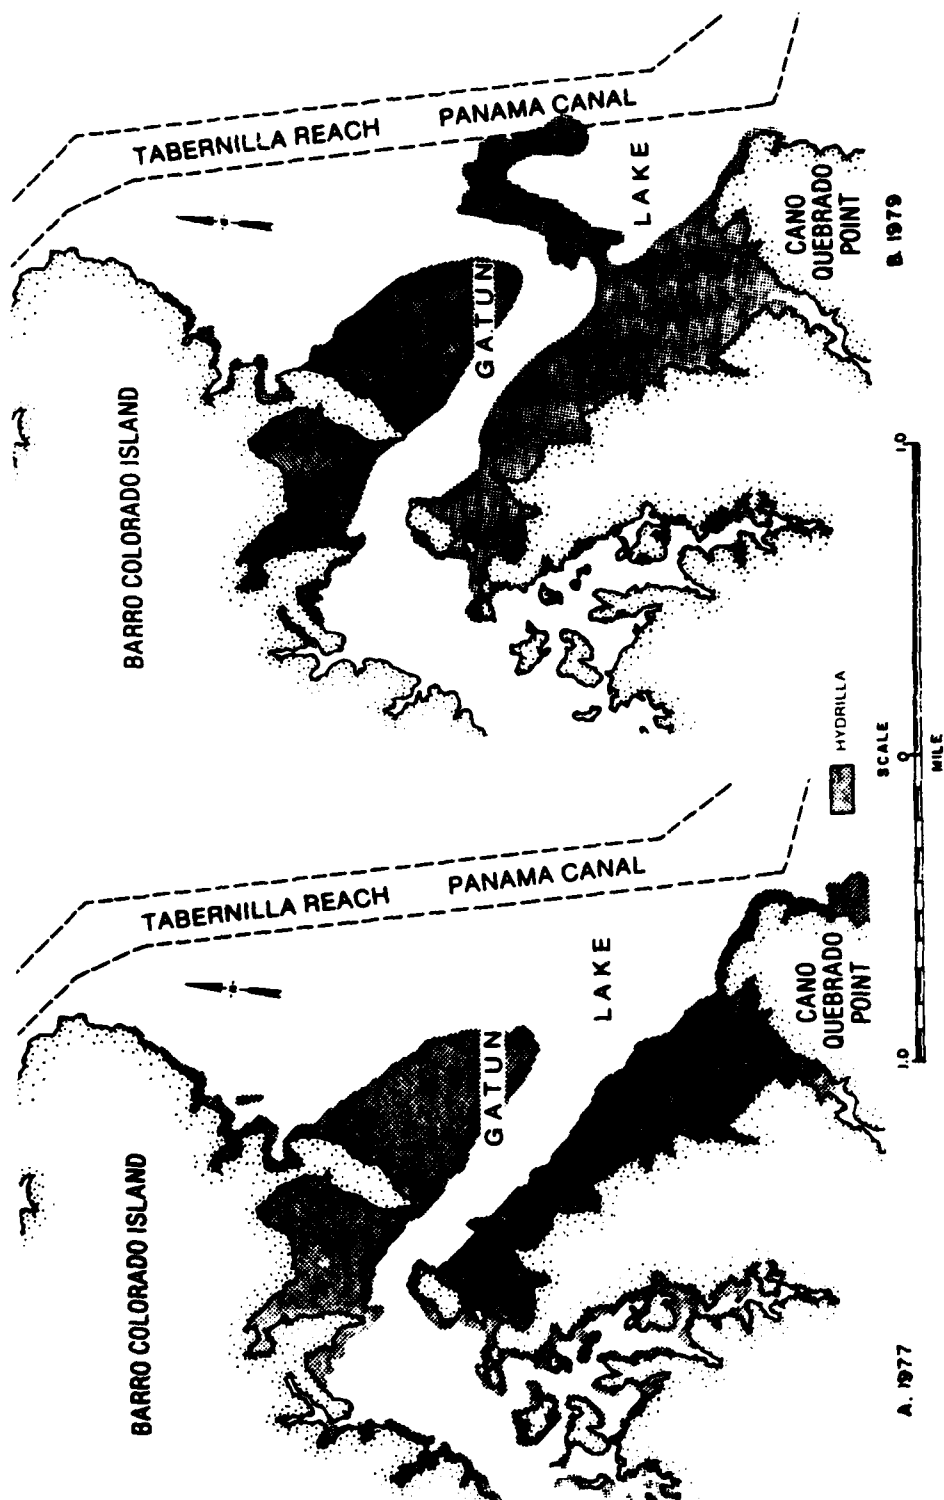 BARRO COLORADO ISLAND
TABERNILLA REACH
PANAMA CANAL
GATUN
LAKE
CANO
QUEBRADO
POINT
A. 1977
BARRO COLORADO ISLAND
TABERNILLA REACH
PANAMA CANAL
GATUN
LAKE
CANO
QUEBRADO
POINT
B. 1979
HYDRILLA
SCALE
1.0 0 1.0
MILE